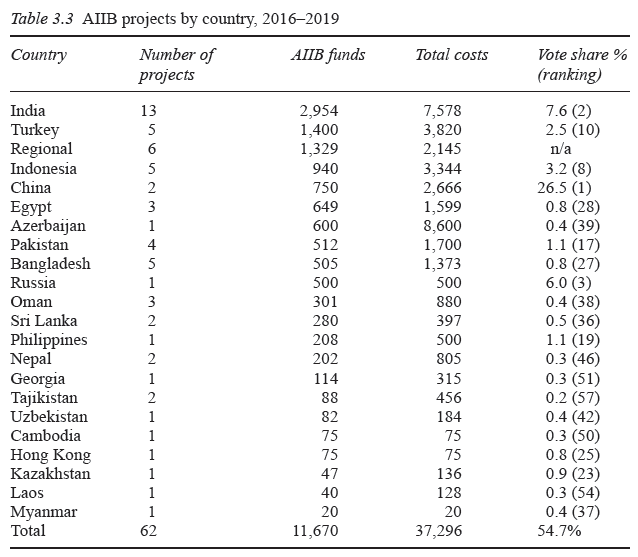 Table 3.3 AIIB projects by country, 2016–2019
Country Number of projects AIIB funds Total costs Vote share % (ranking)
India 13 2,954 7,578 7.6 (2)
Turkey 5 1,400 3,820 2.5 (10)
Regional 6 1,329 2,145 n/a
Indonesia 5 940 3,344 3.2 (8)
China 2 750 2,666 26.5 (1)
Egypt 3 649 1,599 0.8 (28)
Azerbaijan 1 600 8,600 0.4 (39)
Pakistan 4 512 1,700 1.1 (17)
Bangladesh 5 505 1,373 0.8 (27)
Russia 1 500 500 6.0 (3)
Oman 3 301 880 0.4 (38)
Sri Lanka 2 280 397 0.5 (36)
Philippines 1 208 500 1.1 (19)
Nepal 2 202 805 0.3 (46)
Georgia 1 114 315 0.3 (51)
Tajikistan 2 88 456 0.2 (57)
Uzbekistan 1 82 184 0.4 (42)
Cambodia 1 75 75 0.3 (50)
Hong Kong 1 75 75 0.8 (25)
Kazakhstan 1 47 136 0.9 (23)
Laos 1 40 128 0.3 (54)
Myanmar 1 20 20 0.4 (37)
Total 62 11,670 37,296 54.7%